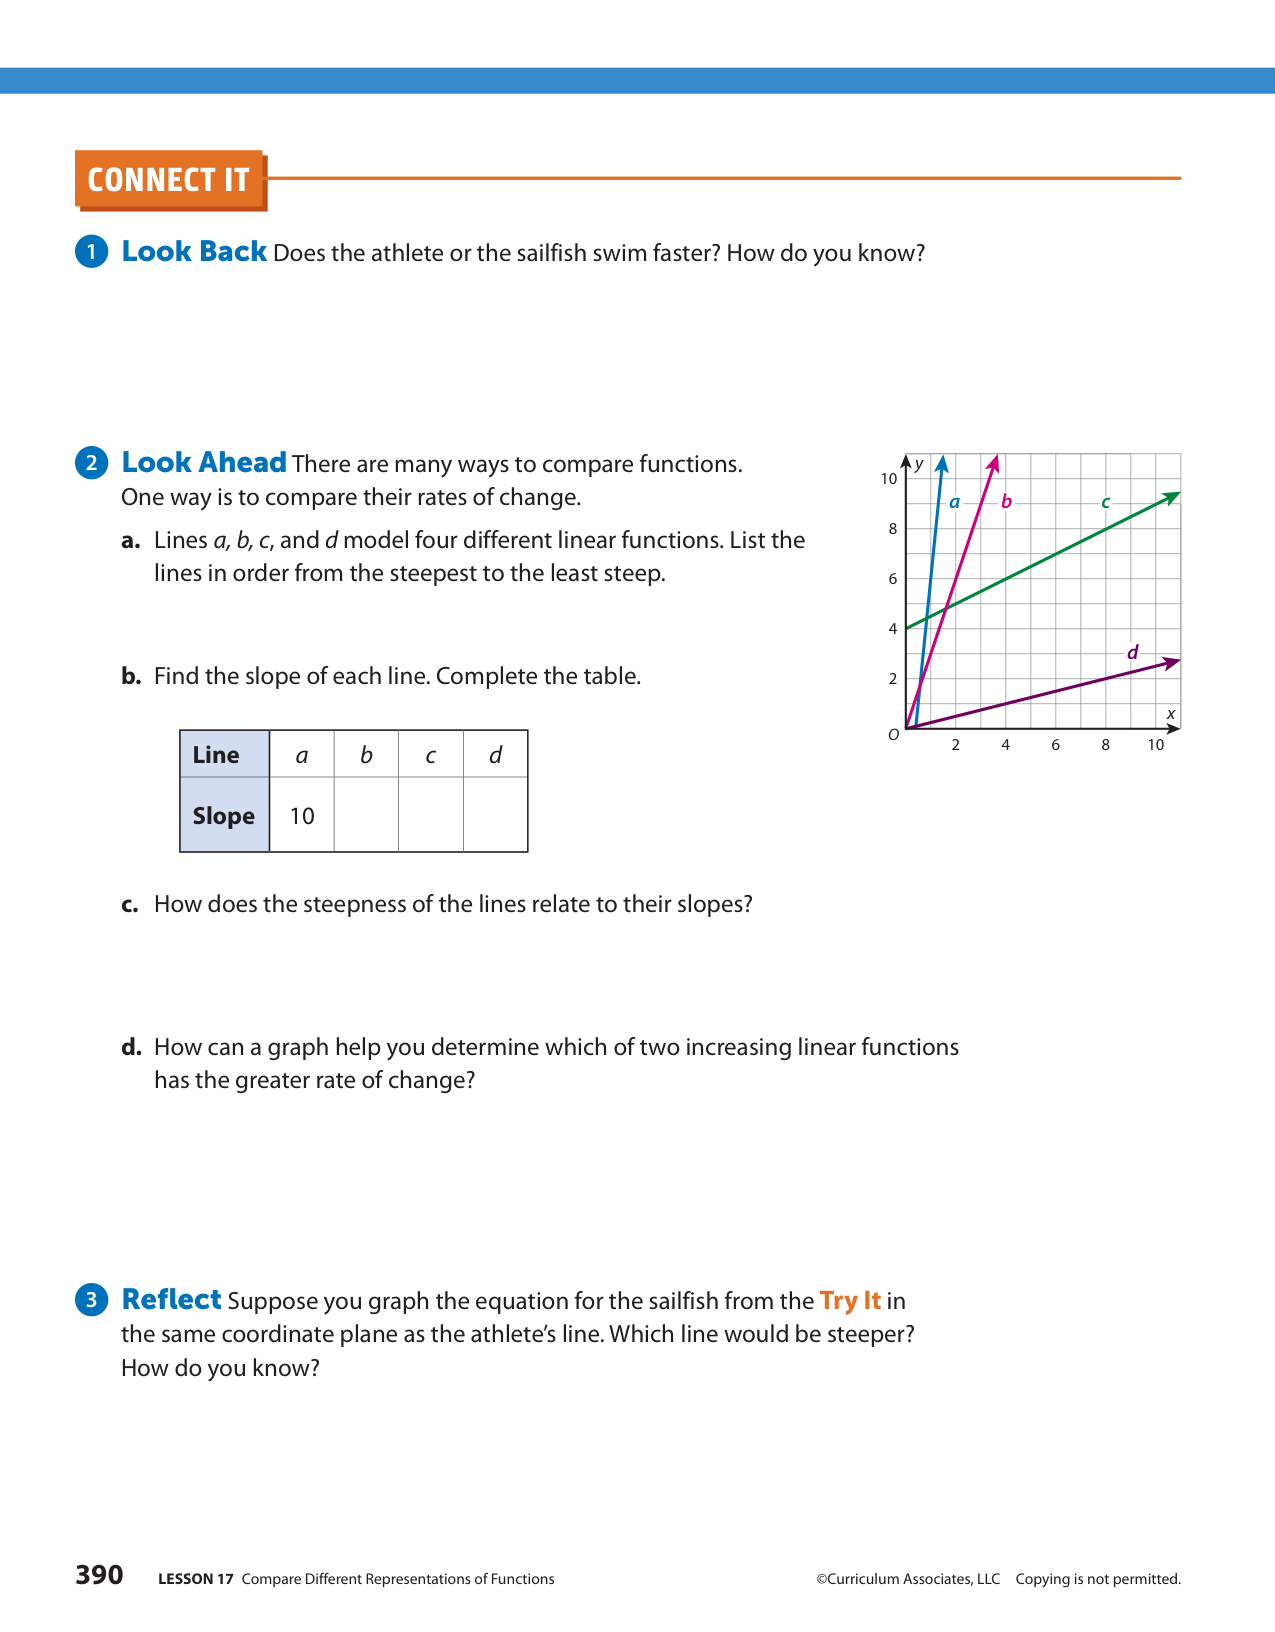 CONNECT IT
1 Look Back Does the athlete or the sailfish swim faster? How do you know?
2 Look Ahead There are many ways to compare functions.
One way is to compare their rates of change.
a. Lines a, b, c, and d model four different linear functions. List the
lines in order from the steepest to the least steep.
b. Find the slope of each line. Complete the table.
Line a b c d
Slope 10
y
10
8
6
4
2
O
2 4 6 8 10
x
a
b
c
d
c. How does the steepness of the lines relate to their slopes?
d. How can a graph help you determine which of two increasing linear functions
has the greater rate of change?
3 Reflect Suppose you graph the equation for the sailfish from the Try It in
the same coordinate plane as the athlete’s line. Which line would be steeper?
How do you know?
390 LESSON 17 Compare Different Representations of Functions ©Curriculum Associates, LLC Copying is not permitted.